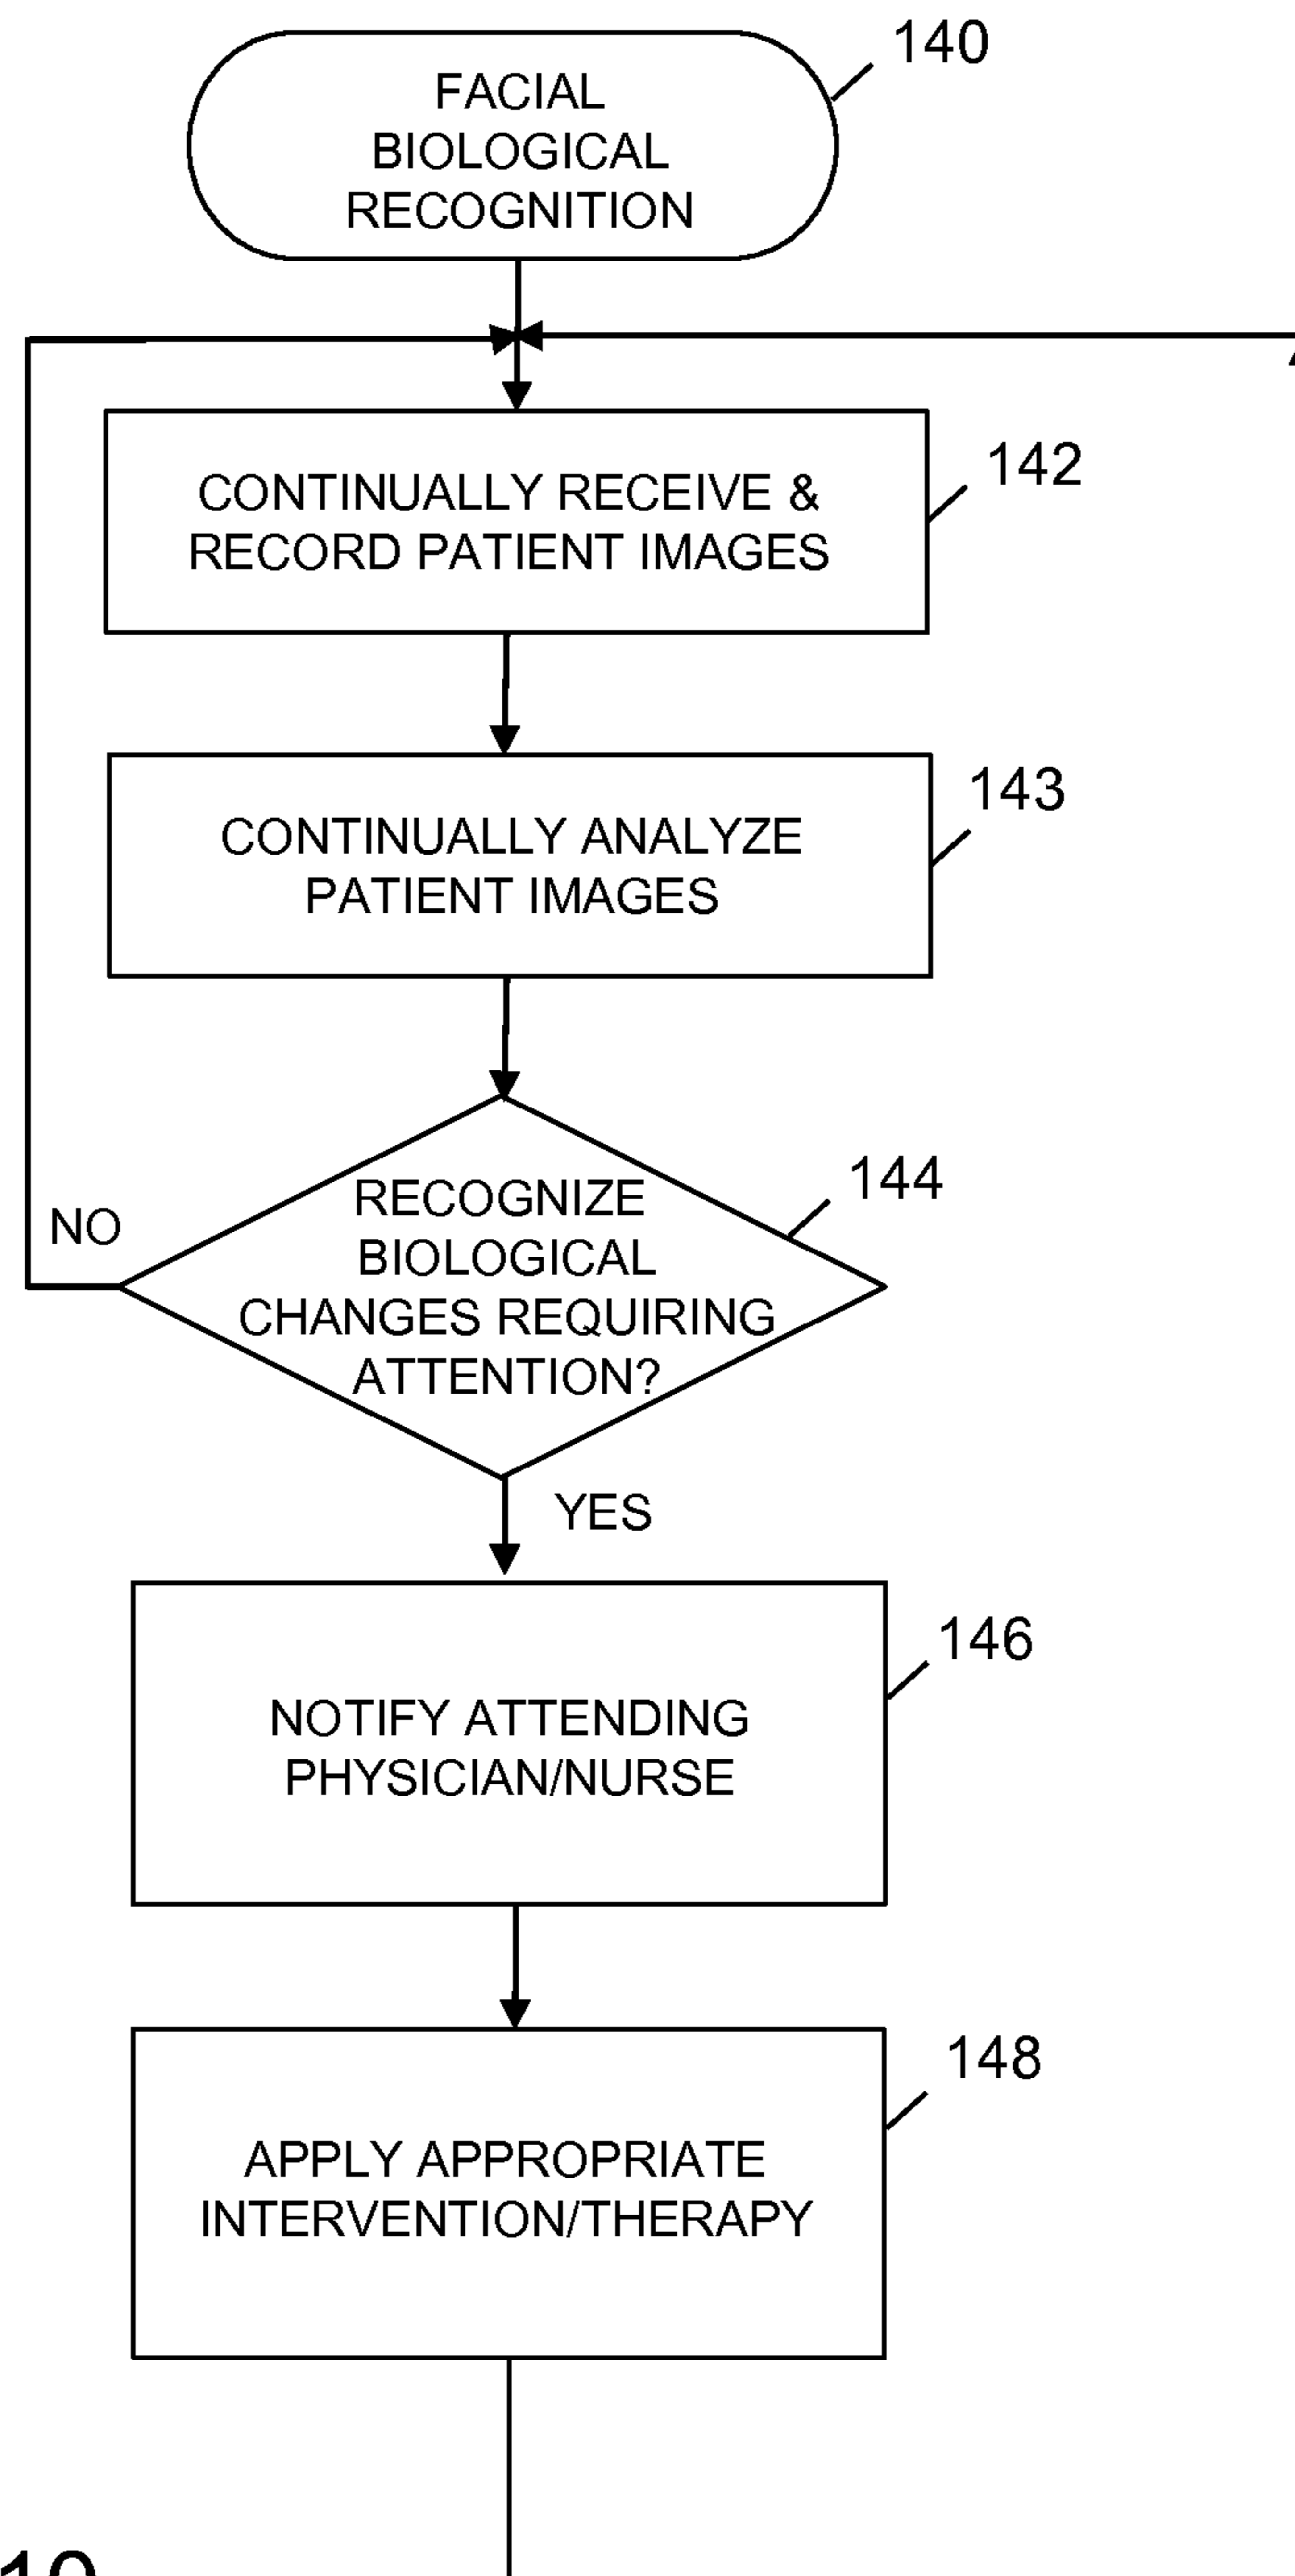 140
FACIAL
BIOLOGICAL
RECOGNITION
142
CONTINUALLY RECEIVE &
RECORD PATIENT IMAGES
143
CONTINUALLY ANALYZE
PATIENT IMAGES
144
RECOGNIZE
BIOLOGICAL
CHANGES REQUIRING
ATTENTION?
NO
YES
146
NOTIFY ATTENDING
PHYSICIAN/NURSE
148
APPLY APPROPRIATE
INTERVENTION/THERAPY